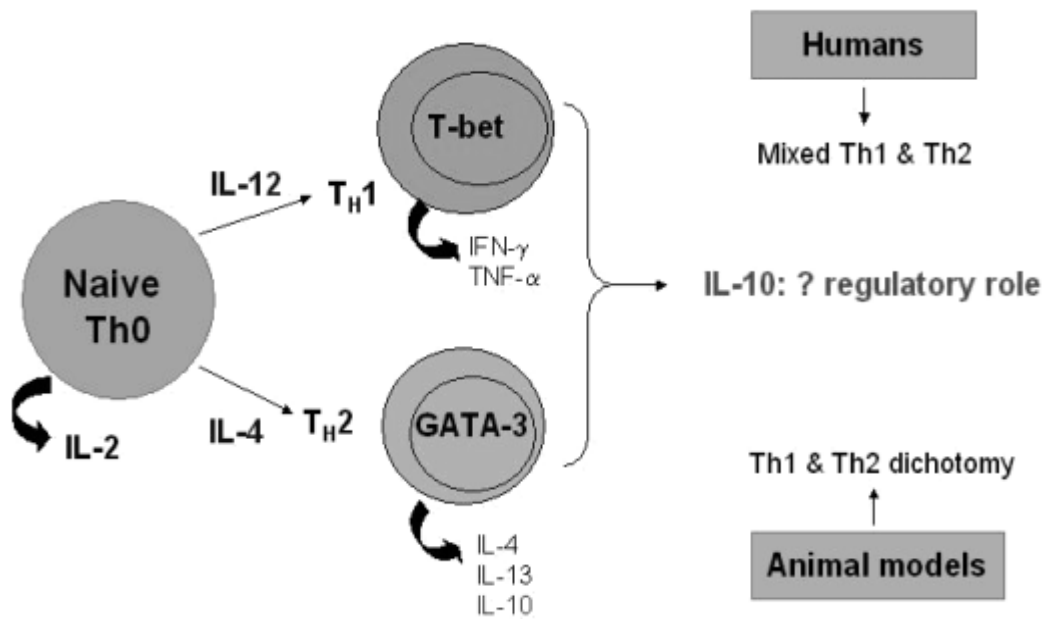 Naive
Th0
IL-2
IL-12
IL-4
TH1
T-bet
IFN-γ
TNF-α
TH2
GATA-3
IL-4
IL-13
IL-10
Humans
Mixed Th1 & Th2
IL-10: ? regulatory role
Th1 & Th2 dichotomy
Animal models